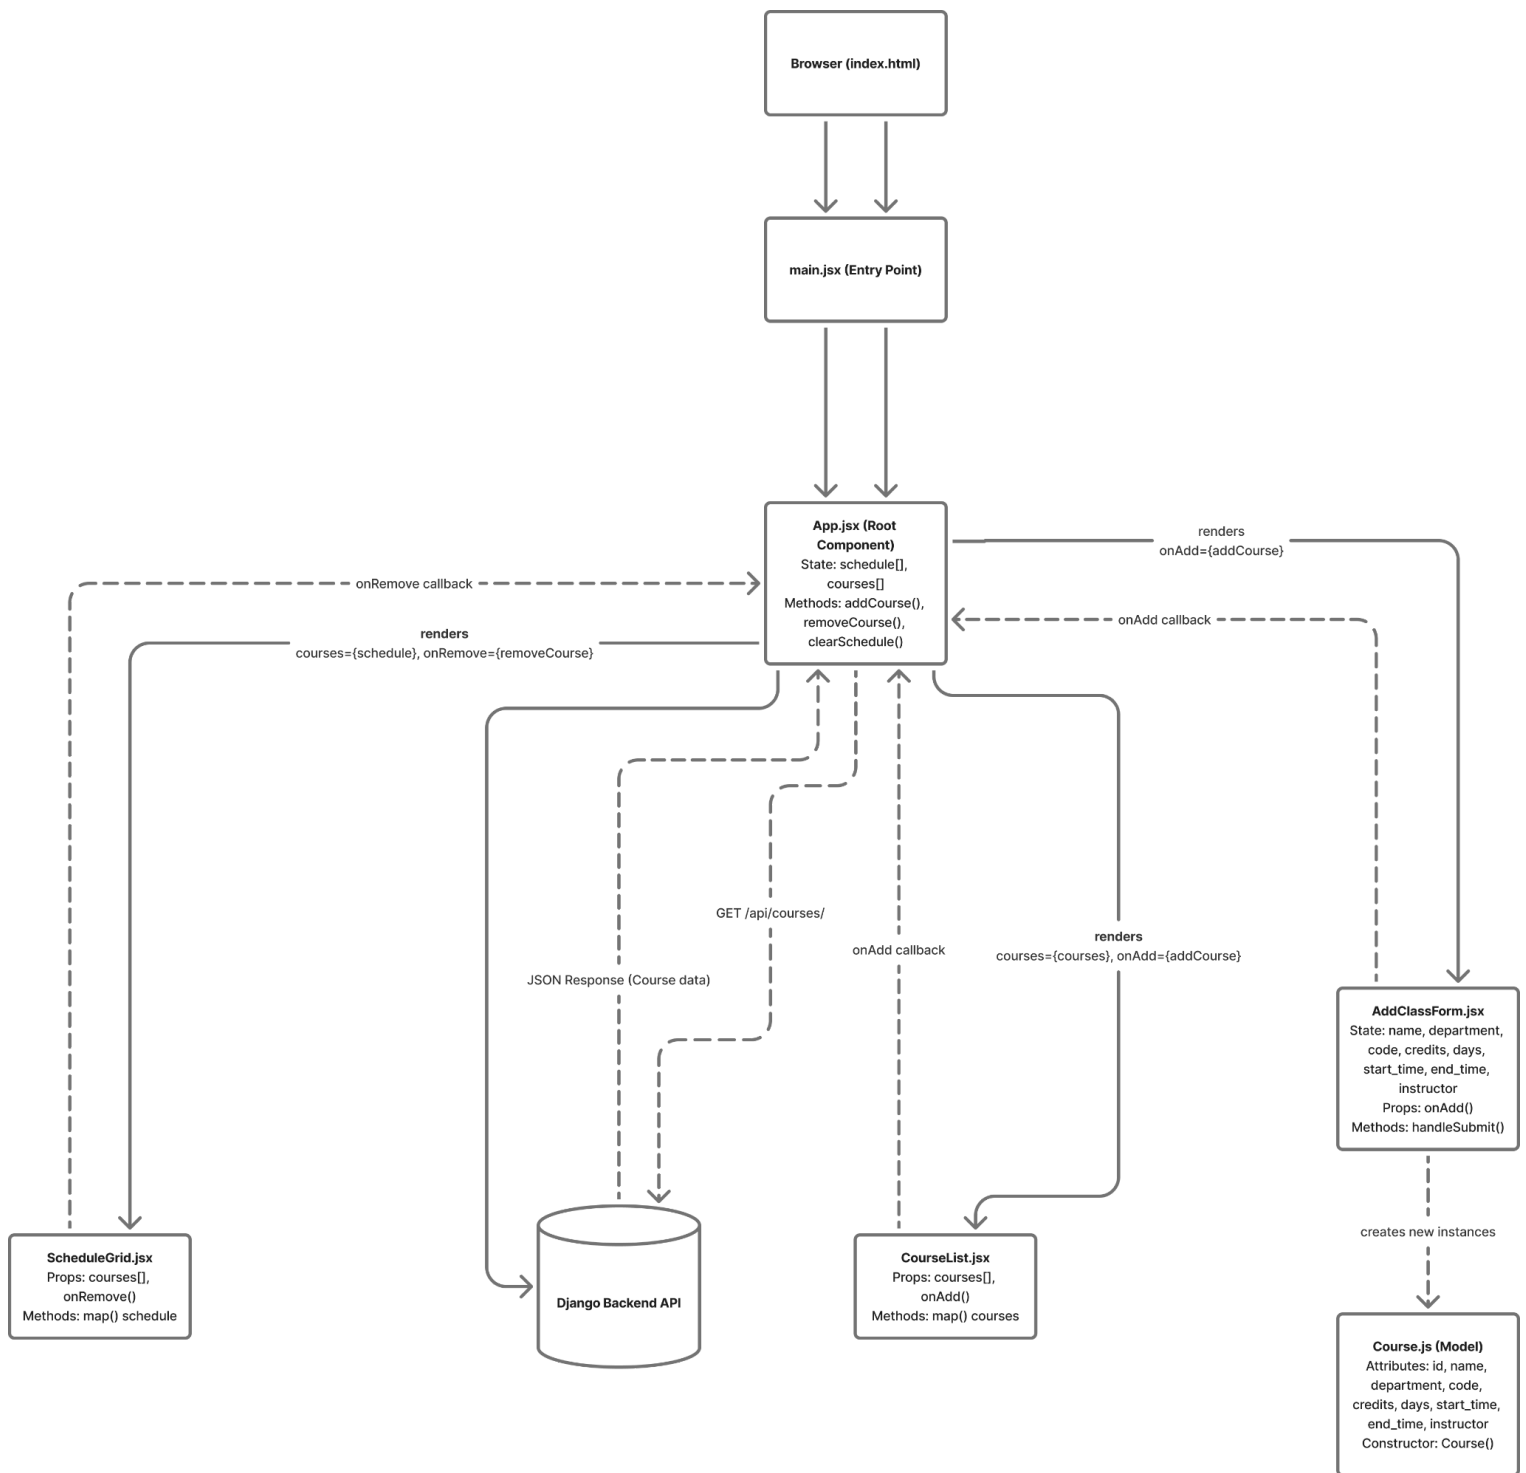 Browser (index.html)
main.jsx (Entry Point)
App.jsx (Root
Component)
State: schedule[],
courses[]
Methods: addCourse(),
removeCourse(),
clearSchedule()
renders
onAdd={addCourse}
onRemove callback
onAdd callback
renders
courses={schedule}, onRemove={removeCourse}
GET /api/courses/
JSON Response (Course data)
onAdd callback
renders
courses={courses}, onAdd={addCourse}
AddClassForm.jsx
State: name, department,
code, credits, days,
start_time, end_time,
instructor
Props: onAdd()
Methods: handleSubmit()
creates new instances
ScheduleGrid.jsx
Props: courses[],
onRemove()
Methods: map() schedule
Django Backend API
CourseList.jsx
Props: courses[],
onAdd()
Methods: map() courses
Course.js (Model)
Attributes: id, name,
department, code,
credits, days, start_time,
end_time, instructor
Constructor: Course()